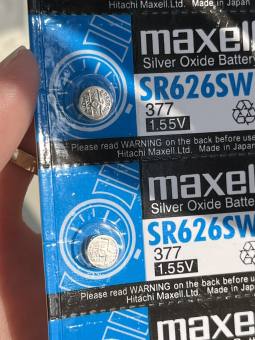 Hitachi Maxell.Ltd. Made in Japan
maxell
Silver Oxide Battery
SR626SW
377
1.55V
Please read WARNING on the back before use
Hitachi Maxell.Ltd. Made in Japan
maxell
Silver Oxide Battery
SR626SW
377
1.55V
Please read WARNING on the back before use
Hitachi Maxell.Ltd. Made in Japan
maxell